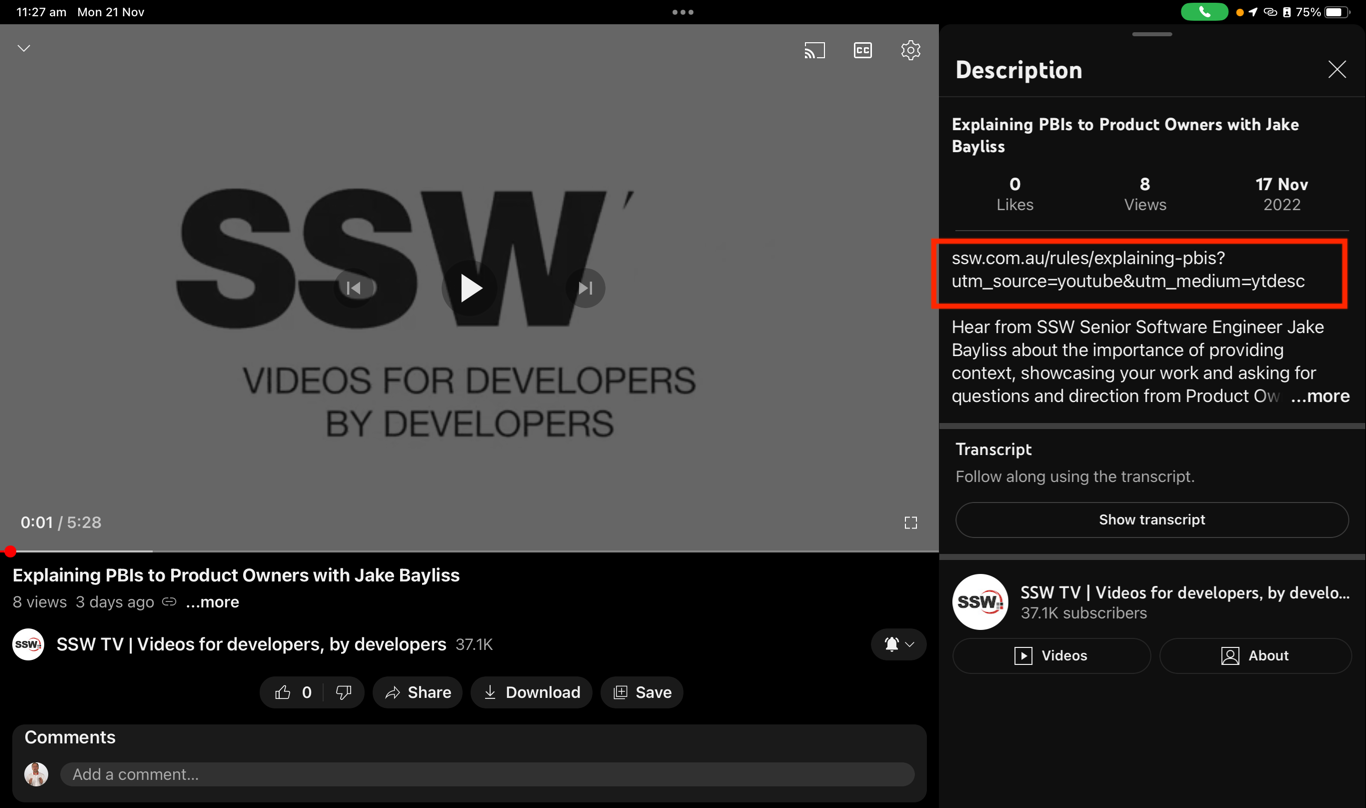 11:27 am Mon 21 Nov
75%
CC
SSW
VIDEOS FOR DEVELOPERS
BY DEVELOPERS
0:01 / 5:28
Explaining PBIs to Product Owners with Jake Bayliss
8 views 3 days ago ...more
SSW SSW TV | Videos for developers, by developers 37.1K
0 Share Download Save
Comments
Add a comment...
Description
Explaining PBIs to Product Owners with Jake
Bayliss
0 8 17 Nov
Likes Views 2022
ssw.com.au/rules/explaining-pbis?
utm_source=youtube&utm_medium=ytdesc
Hear from SSW Senior Software Engineer Jake
Bayliss about the importance of providing
context, showcasing your work and asking for
questions and direction from Product Ow ...more
Transcript
Follow along using the transcript.
Show transcript
SSW
SSW TV | Videos for developers, by develo...
37.1K subscribers
Videos About